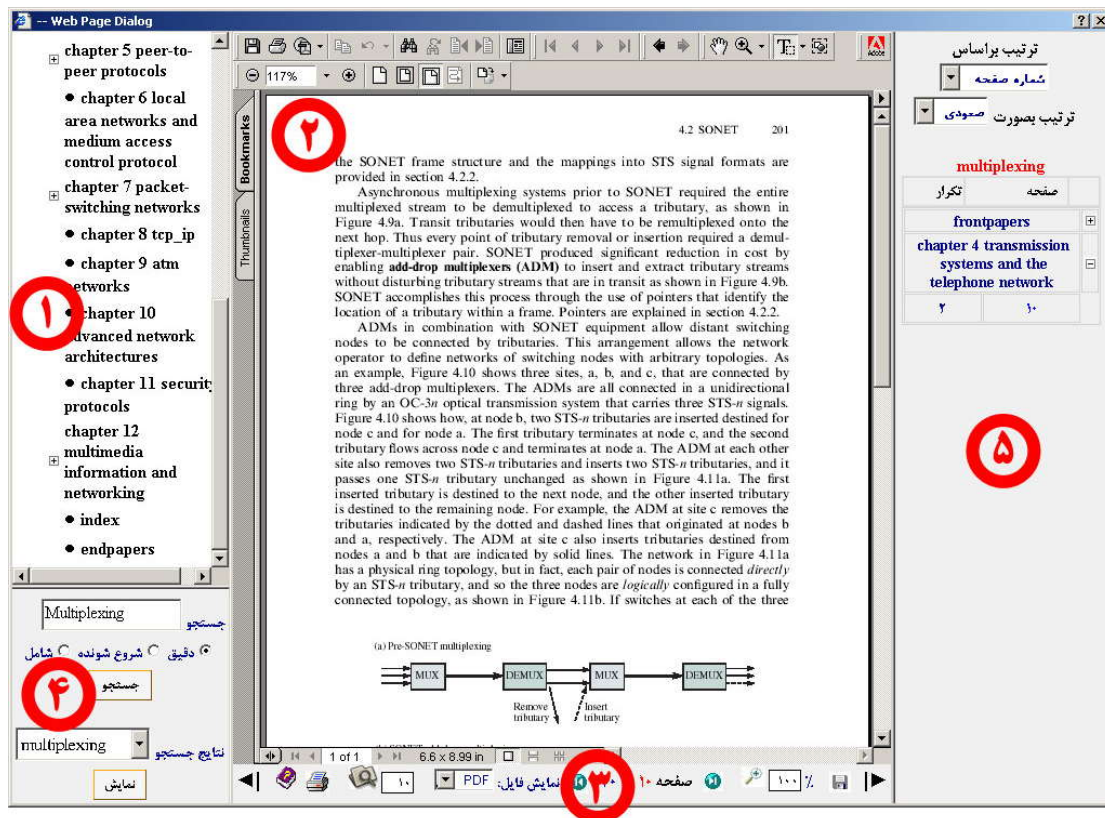 -- Web Page Dialog
chapter 5 peer-to-
peer protocols
chapter 6 local
area networks and
medium access
control protocol
chapter 7 packet-
switching networks
chapter 8 tcp_ip
chapter 9 atm
networks
۱
chapter 10
advanced network
architectures
chapter 11 security
protocols
chapter 12
multimedia
information and
networking
index
endpapers
Multiplexing
جستجو
دقیق شروع شونده شامل
جستجو
۴
multiplexing
نتایج جستجو
نمایش
117%
Bookmarks
Thumbnails
۲
4.2 SONET 201
the SONET frame structure and the mappings into STS signal formats are
provided in section 4.2.2.
Asynchronous multiplexing systems prior to SONET required the entire
multiplexed stream to be demultiplexed to access a tributary, as shown in
Figure 4.9a. Transit tributaries would then have to be remultiplexed onto the
next hop. Thus every point of tributary removal or insertion required a demul-
tiplexer-multiplexer pair. SONET produced significant reduction in cost by
enabling add-drop multiplexers (ADM) to insert and extract tributary streams
without disturbing tributary streams that are in transit as shown in Figure 4.9b.
SONET accomplishes this process through the use of pointers that identify the
location of a tributary within a frame. Pointers are explained in section 4.2.2.
ADMs in combination with SONET equipment allow distant switching
nodes to be connected by tributaries. This arrangement allows the network
operator to define networks of switching nodes with arbitrary topologies. As
an example, Figure 4.10 shows three sites, a, b, and c, that are connected by
three add-drop multiplexers. The ADMs are all connected in a unidirectional
ring by an OC-3n optical transmission system that carries three STS-n signals.
Figure 4.10 shows how, at node b, two STS-n tributaries are inserted destined for
node c and for node a. The first tributary terminates at node c, and the second
tributary flows across node c and terminates at node a. The ADM at each other
site also removes two STS-n tributaries and inserts two STS-n tributaries, and it
passes one STS-n tributary unchanged as shown in Figure 4.11a. The first
inserted tributary is destined to the next node, and the other inserted tributary
is destined to the remaining node. For example, the ADM at site c removes the
tributaries indicated by the dotted and dashed lines that originated at nodes b
and a, respectively. The ADM at site c also inserts tributaries destined from
nodes a and b that are indicated by solid lines. The network in Figure 4.11a
has a physical ring topology, but in fact, each pair of nodes is connected directly
by an STS-n tributary, and so the three nodes are logically configured in a fully
connected topology, as shown in Figure 4.11b. If switches at each of the three
(a) Pre-SONET multiplexing
MUX DEMUX MUX DEMUX
Remove Insert
tributary tributary
1 of 1 6.6 x 8.99 in
۱۰
نمایش فایل: PDF
۳
صفحه ۱۰
۱۰۰ ٪
ترتیب براساس
شماره صفحه
ترتیب بصورت صعودی
multiplexing
صفحه تکرار
frontpapers
chapter 4 transmission
systems and the
telephone network
۱۰ ۲
۵